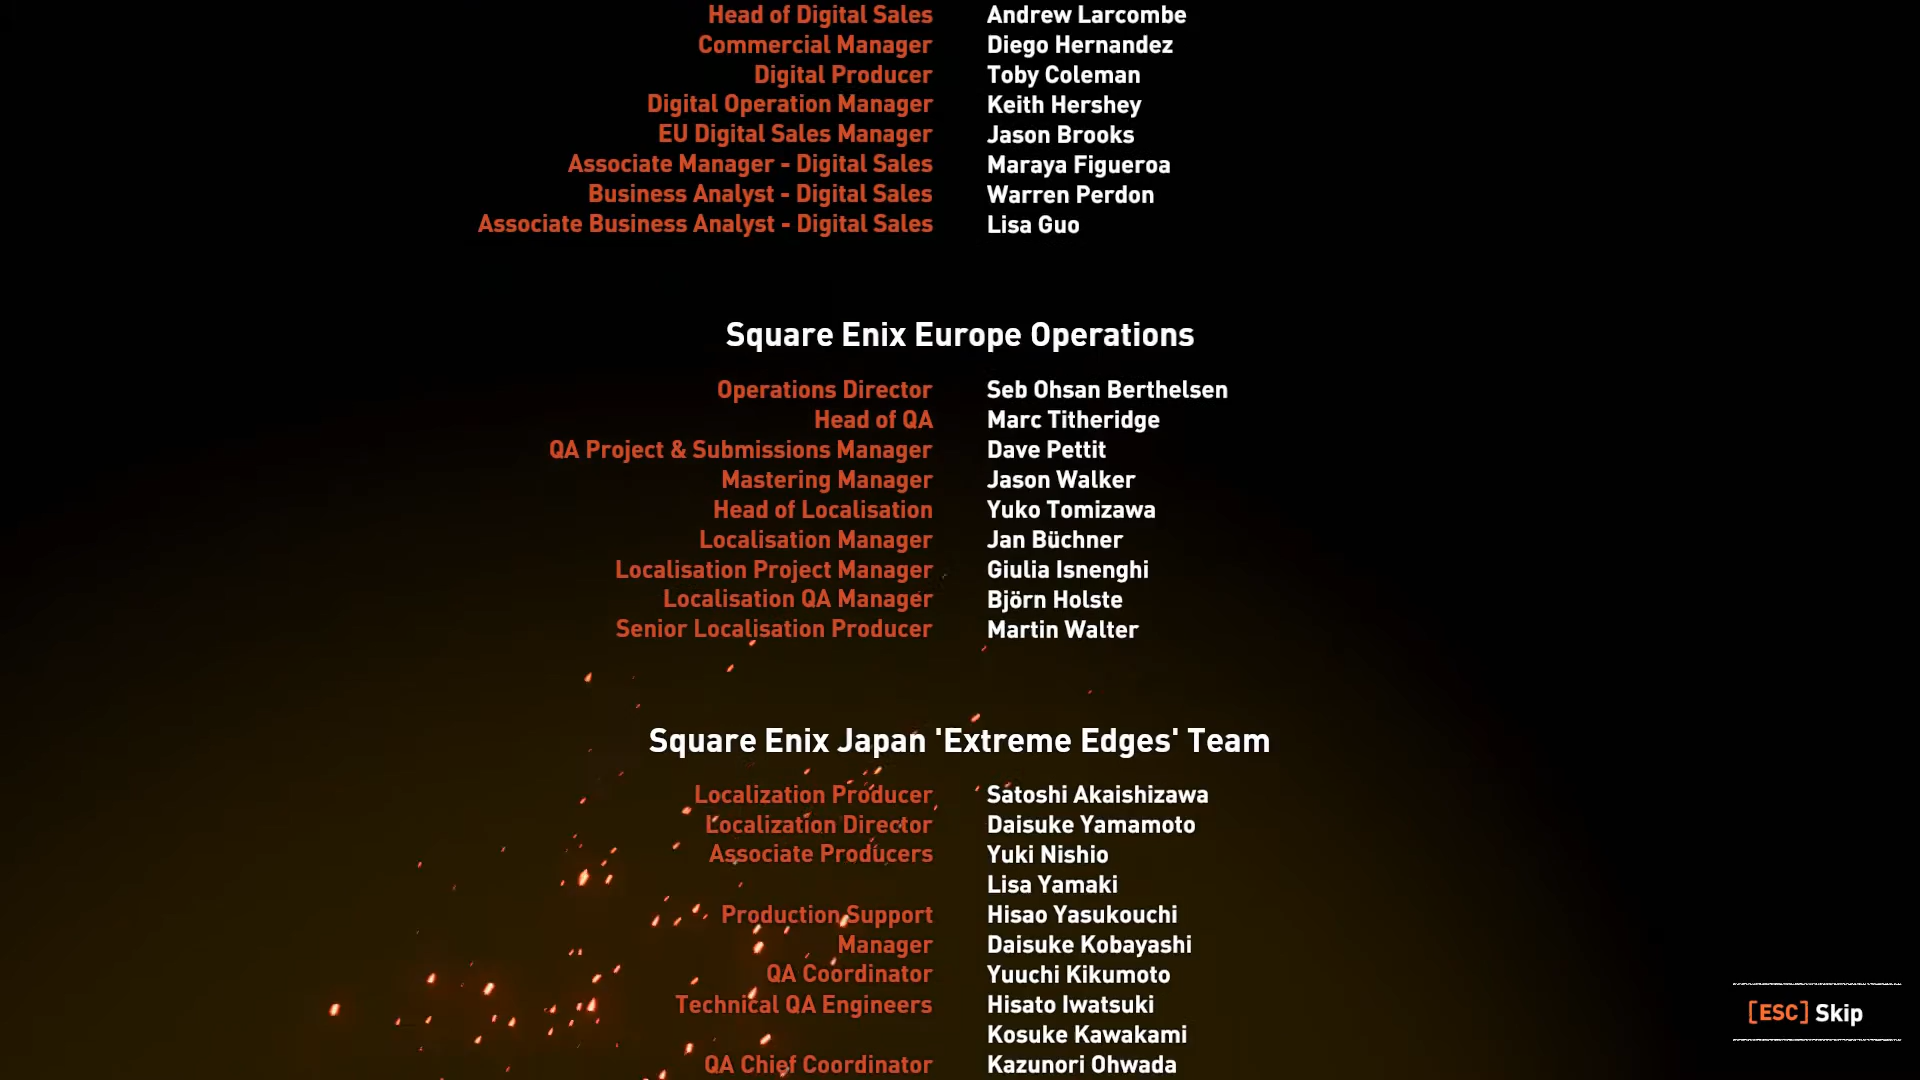 Head of Digital Sales Andrew Larcombe
Commercial Manager Diego Hernandez
Digital Producer Toby Coleman
Digital Operation Manager Keith Hershey
EU Digital Sales Manager Jason Brooks
Associate Manager - Digital Sales Maraya Figueroa
Business Analyst - Digital Sales Warren Perdon
Associate Business Analyst - Digital Sales Lisa Guo
Square Enix Europe Operations
Operations Director Seb Ohsan Berthelsen
Head of QA Marc Titheridge
QA Project & Submissions Manager Dave Pettit
Mastering Manager Jason Walker
Head of Localisation Yuko Tomizawa
Localisation Manager Jan Büchner
Localisation Project Manager Giulia Isnenghi
Localisation QA Manager Björn Holste
Senior Localisation Producer Martin Walter
Square Enix Japan 'Extreme Edges' Team
Localization Producer Satoshi Akaishizawa
Localization Director Daisuke Yamamoto
Associate Producers Yuki Nishio
Lisa Yamaki
Production Support Hisao Yasukouchi
Manager Daisuke Kobayashi
QA Coordinator Yuuchi Kikumoto
Technical QA Engineers Hisato Iwatsuki
Kosuke Kawakami
QA Chief Coordinator Kazunori Ohwada
[ESC] Skip